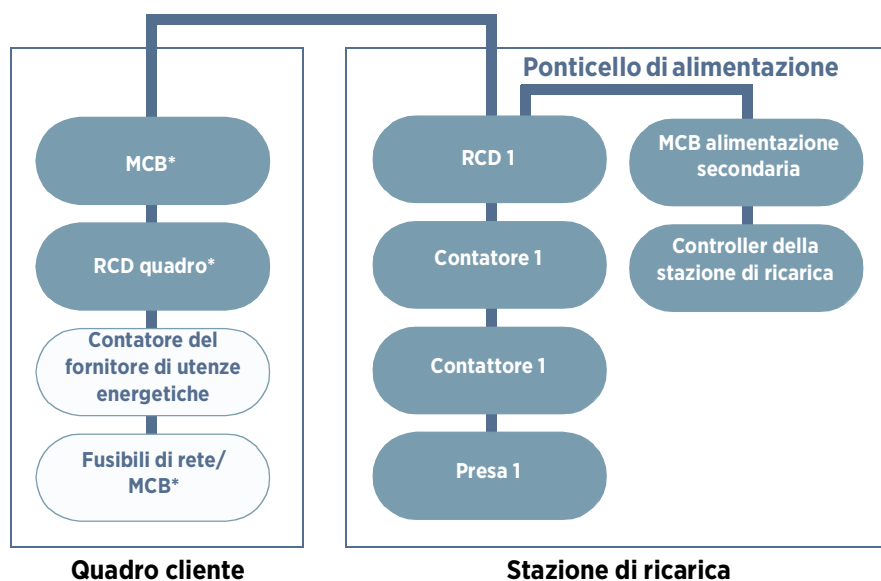 Ponticello di alimentazione
MCB*
RCD quadro*
Contatore del
fornitore di utenze
energetiche
Fusibili di rete/
MCB*
RCD 1
Contatore 1
Contattore 1
Presa 1
MCB alimentazione
secondaria
Controller della
stazione di ricarica
Quadro cliente
Stazione di ricarica